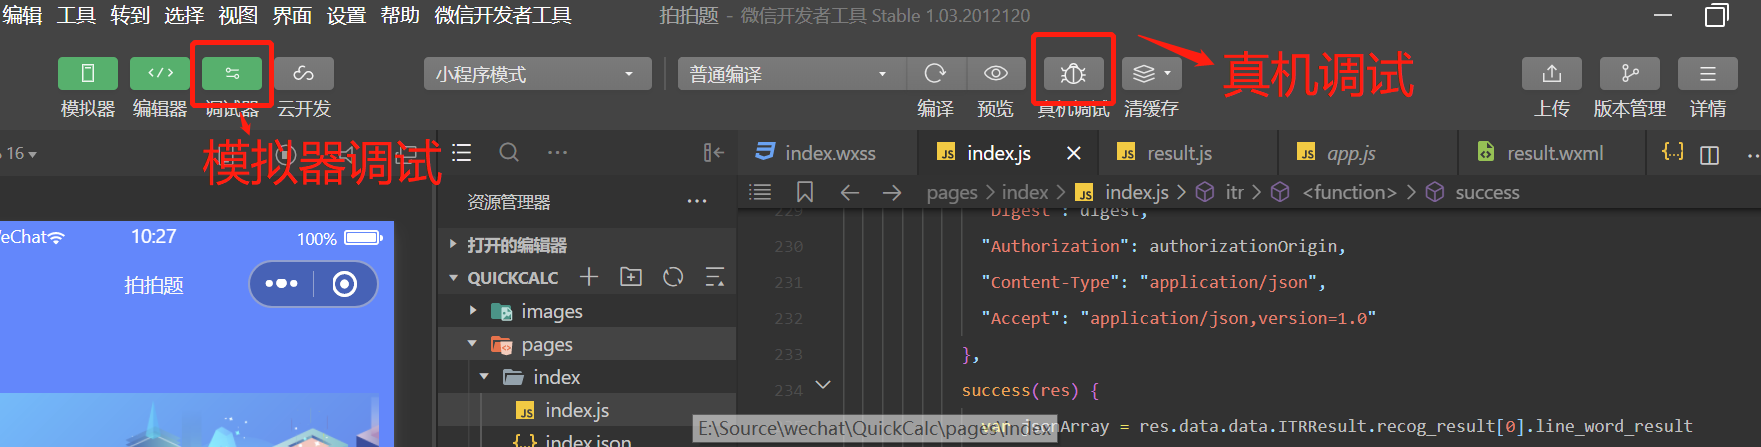 编辑 工具 转到 选择 视图 界面 设置 帮助 微信开发者工具 拍拍题 - 微信开发者工具 Stable 1.03.2012120
小程序模式 普通编译 真机调试
模拟器 编辑器 调试器 云开发 编译 预览 真机调试 清缓存 上传 版本管理 详情
16 模拟器调试 index.wxss JS index.js JS result.js JS app.js result.wxml
资源管理器 pages > index > JS index.js > itr > <function> > success
打开的编辑器
QUICKCALC
images
pages
index
JS index.js
index.json
WeChat 10:27 100%
拍拍题
229 "Digest": digest,
230 "Authorization": authorizationOrigin,
231 "Content-Type": "application/json",
232 "Accept": "application/json,version=1.0"
233 },
234 success(res) {
var jsonArray = res.data.data.ITRResult.recog_result[0].line_word_result
E:\Source\wechat\QuickCalc\pages\index